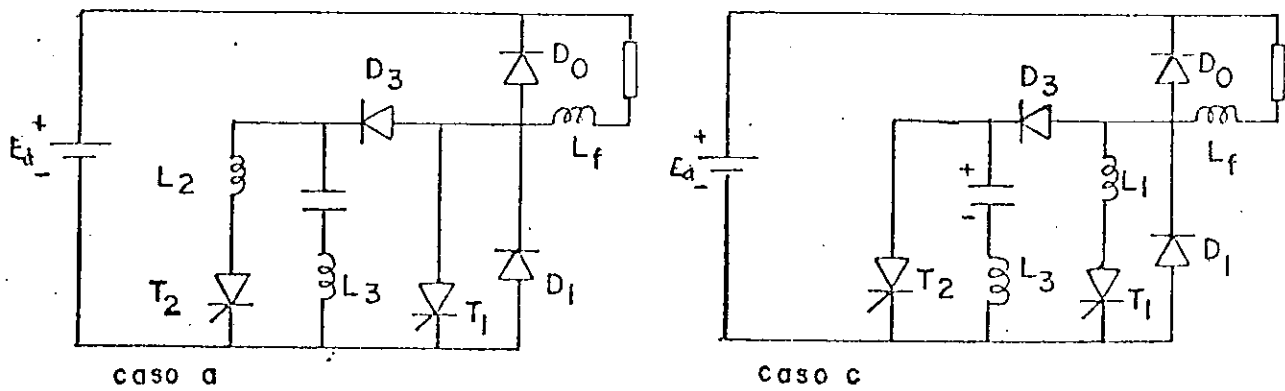 D0
D3
+
Ed
-
Lf
L2
L3
D1
T2
T1
caso a
D0
D3
+
Ed
-
Lf
+
-
L1
T2
L3
T1
D1
caso c